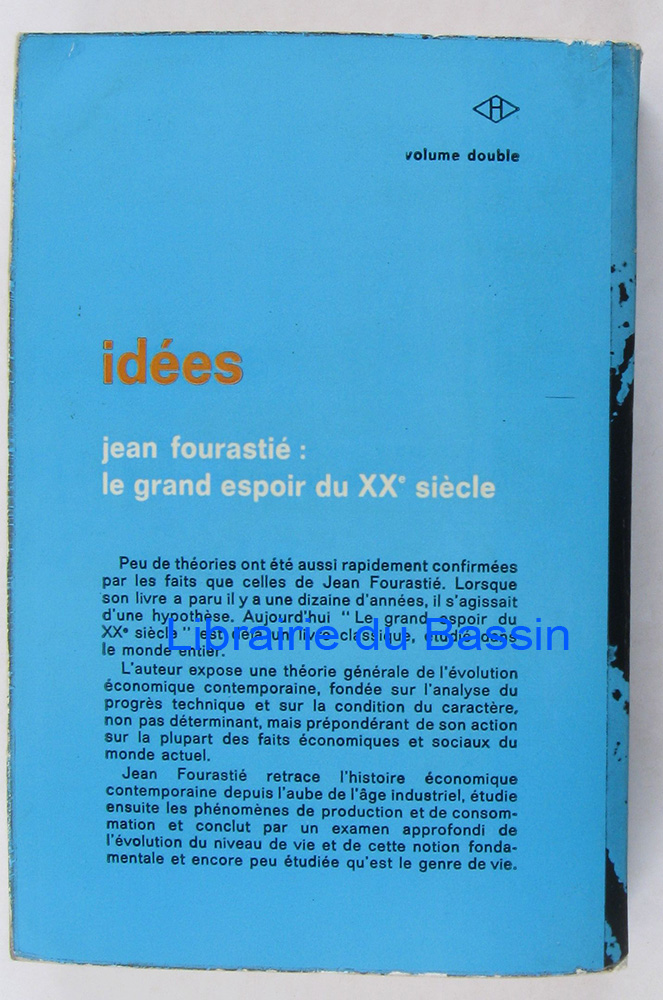 H
volume double
idées
jean fourastié :
le grand espoir du XXe siècle
Peu de théories ont été aussi rapidement confirmées
par les faits que celles de Jean Fourastié. Lorsque
son livre a paru il y a une dizaine d'années, il s'agissait
d'une hypothèse. Aujourd'hui " Le grand espoir du
XXe siècle " est déjà un livre classique, étudié dans
le monde entier.
Librairie du Bassin
L'auteur expose une théorie générale de l'évolution
économique contemporaine, fondée sur l'analyse du
progrès technique et sur la condition du caractère,
non pas déterminant, mais prépondérant de son action
sur la plupart des faits économiques et sociaux du
monde actuel.
Jean Fourastié retrace l'histoire économique
contemporaine depuis l'aube de l'âge industriel, étudie
ensuite les phénomènes de production et de consom-
mation et conclut par un examen approfondi de
l'évolution du niveau de vie et de cette notion fonda-
mentale et encore peu étudiée qu'est le genre de vie.